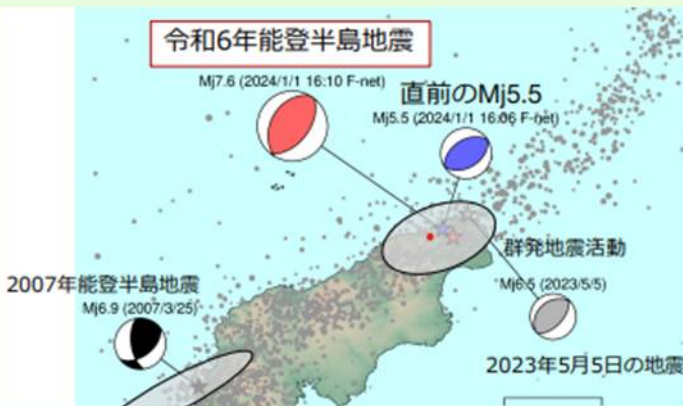 令和6年能登半島地震
Mj7.6 (2024/1/1 16:10 F-net)
直前のMj5.5
Mj5.5 (2024/1/1 16:06 F-net)
群発地震活動
2007年能登半島地震
Mj6.9 (2007/3/25)
Mj6.5 (2023/5/5)
2023年5月5日の地震